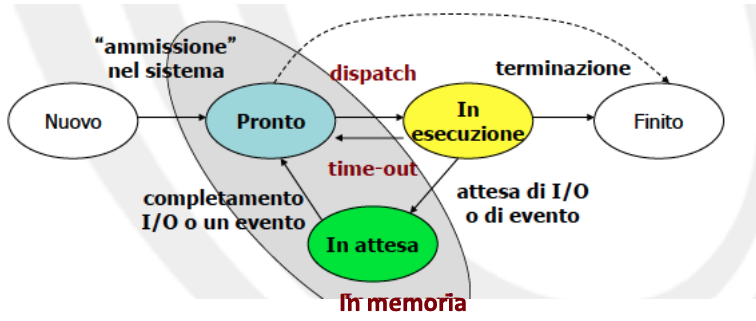 “ammissione”
nel sistema
dispatch
terminazione
Nuovo
Pronto
In
esecuzione
Finito
time-out
completamento
I/O o un evento
attesa di I/O
o di evento
In attesa
In memoria